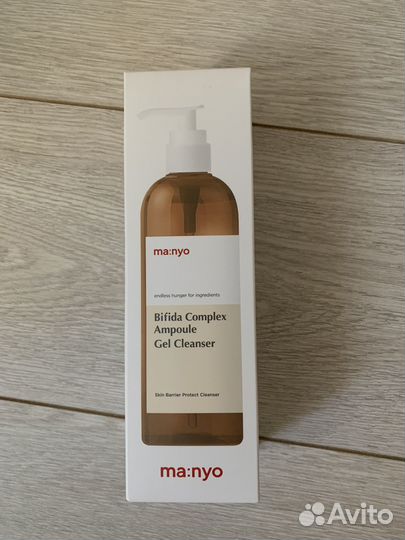 ma:nyo
endless hunger for ingredients
Bifida Complex
Ampoule
Gel Cleanser
Skin Barrier Protect Cleanser
ma:nyo
Avito